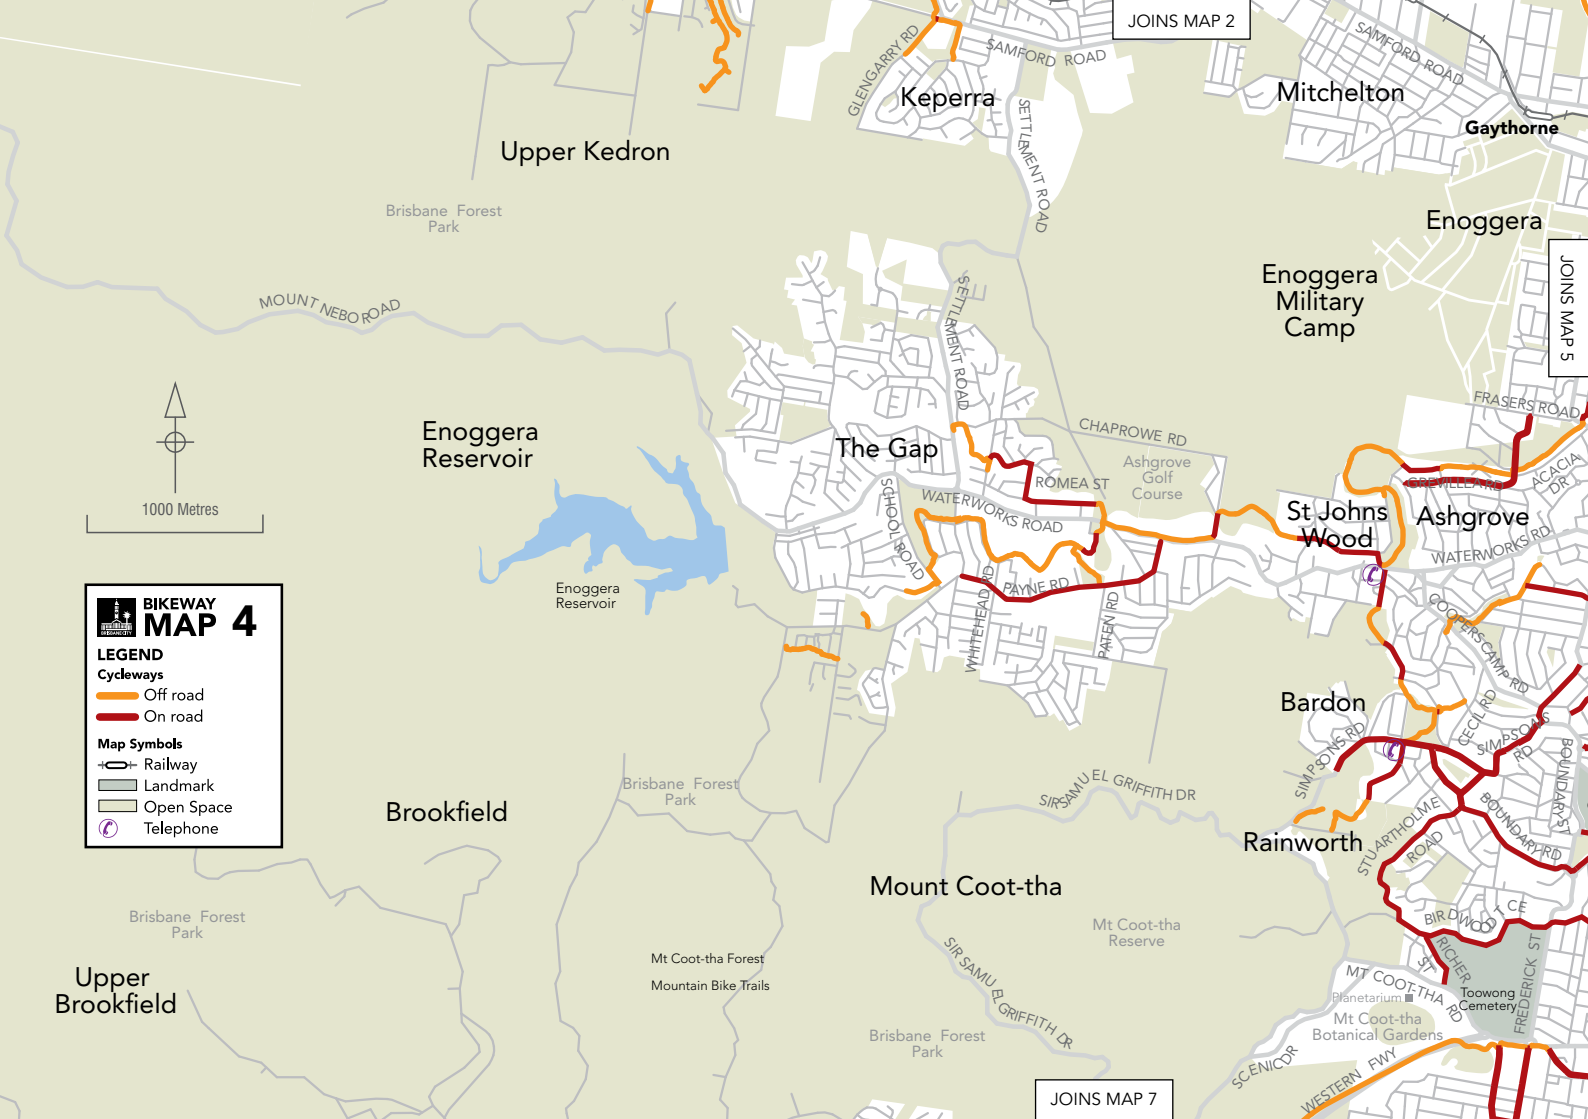 JOINS MAP 2
SAMFORD ROAD
GLENGARRY RD
SAMFORD ROAD
Keperra
Mitchelton
SETTLEMENT ROAD
Gaythorne
Upper Kedron
Brisbane Forest
Park
Enoggera
JOINS MAP 5
Enoggera
Military
Camp
MOUNT NEBO ROAD
SETTLEMENT ROAD
FRASERS ROAD
Enoggera
Reservoir
The Gap
CHAPROWE RD
Ashgrove
Golf
Course
ACACIA
DR
GREVILLEA RD
ROMEA ST
SCHOOL ROAD
WATERWORKS ROAD
St Johns
Wood
Ashgrove
WATERWORKS RD
1000 Metres
Enoggera
Reservoir
PAYNE RD
WHITEHEAD RD
PATEN RD
COOPERS CAMP RD
BIKEWAY
MAP 4
BRISBANE CITY
LEGEND
Cycleways
Off road
On road
Map Symbols
Railway
Landmark
Open Space
Telephone
Bardon
CECIL RD
SIMPSONS
RD
SIMPSONS RD
BOUNDARY ST
Brisbane Forest
Park
SIR SAMUEL GRIFFITH DR
Brookfield
Rainworth
STUARTHOLME
ROAD
BOUNDARY RD
Mount Coot-tha
BIRDWOOD TCE
Brisbane Forest
Park
Mt Coot-tha
Reserve
RICHER
ST
FREDERICK ST
SIR SAMUEL GRIFFITH DR
Mt Coot-tha Forest
Mountain Bike Trails
Upper
Brookfield
MT COOT-THA RD
Planetarium
Toowong
Cemetery
Mt Coot-tha
Botanical Gardens
Brisbane Forest
Park
SCENIC DR
WESTERN FWY
JOINS MAP 7